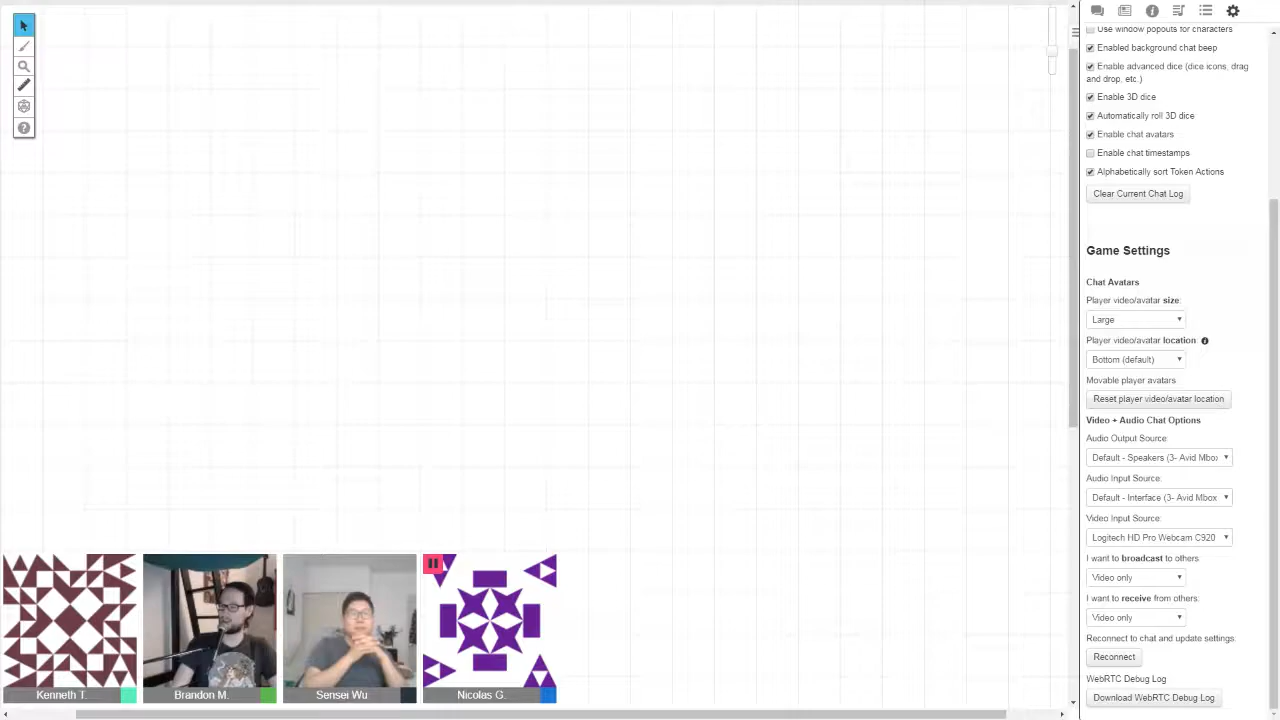 Use window popouts for characters
Enabled background chat beep
Enable advanced dice (dice icons, drag
and drop, etc.)
Enable 3D dice
Automatically roll 3D dice
Enable chat avatars
Enable chat timestamps
Alphabetically sort Token Actions
Clear Current Chat Log
Game Settings
Chat Avatars
Player video/avatar size:
Large
Player video/avatar location
Bottom (default)
Movable player avatars:
Reset player video/avatar location
Video + Audio Chat Options
Audio Output Source:
Default - Speakers (3- Avid Mbox
Audio Input Source:
Default - Interface (3- Avid Mbox
Video Input Source:
Logitech HD Pro Webcam C920
I want to broadcast to others
Video only
I want to receive from others:
Video only
Reconnect to chat and update settings:
Reconnect
WebRTC Debug Log
Download WebRTC Debug Log
Kenneth T.
Brandon M.
Sensei Wu
Nicolas G.